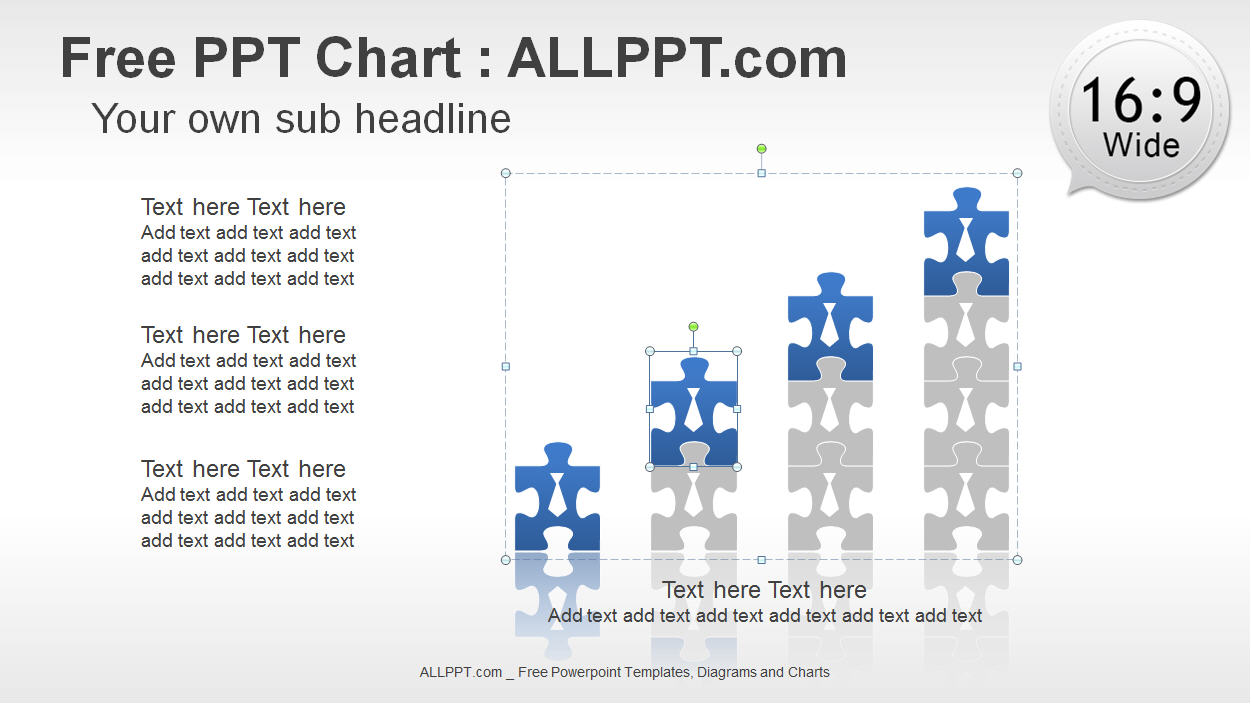 Free PPT Chart : ALLPPT.com
Your own sub headline
16:9
Wide
Text here Text here
Add text add text add text
add text add text add text
add text add text add text
Text here Text here
Add text add text add text
add text add text add text
add text add text add text
Text here Text here
Add text add text add text
add text add text add text
add text add text add text
Text here Text here
Add text add text add text add text add text add text
ALLPPT.com _ Free Powerpoint Templates, Diagrams and Charts